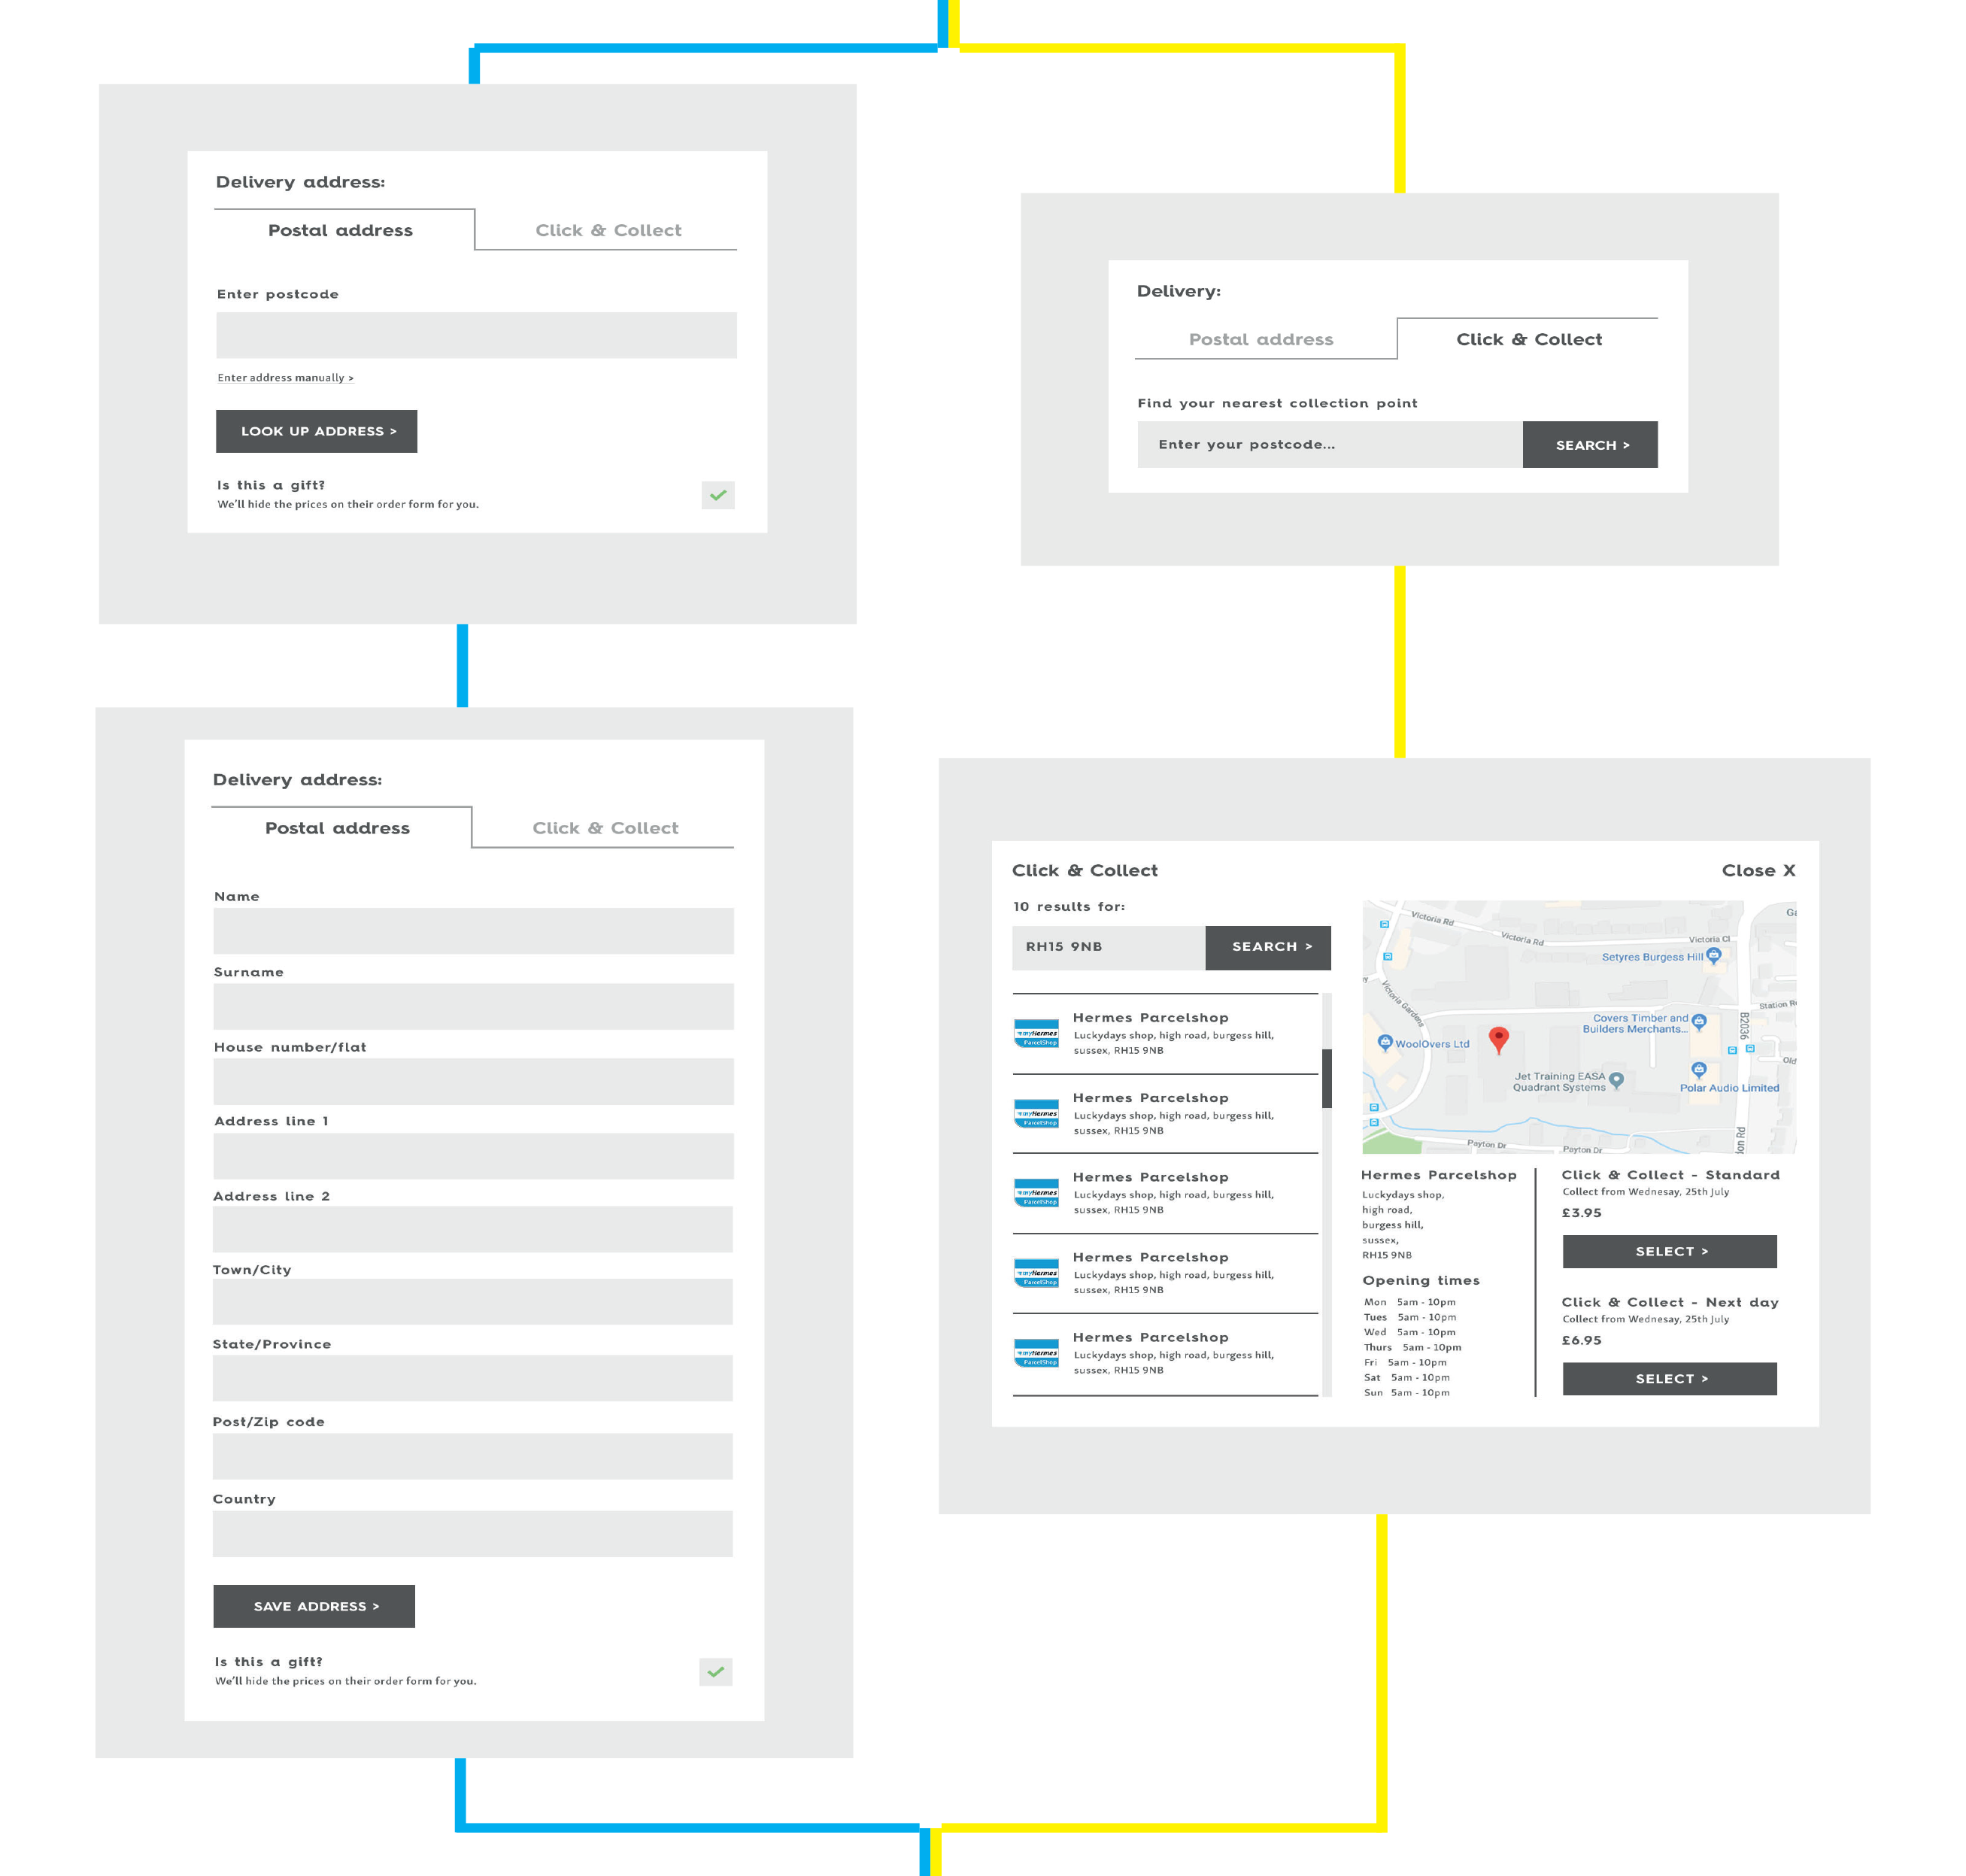 Delivery address:
Postal address
Click & Collect
Enter postcode
Enter address manually >
LOOK UP ADDRESS >
Is this a gift?
We'll hide the prices on their order form for you.
Delivery:
Postal address
Click & Collect
Find your nearest collection point
Enter your postcode...
SEARCH >
Delivery address:
Postal address
Click & Collect
Name
Surname
House number/flat
Address line 1
Address line 2
Town/City
State/Province
Post/Zip code
Country
SAVE ADDRESS >
Is this a gift?
We'll hide the prices on their order form for you.
Click & Collect
Close X
10 results for:
RH15 9NB
SEARCH >
myHermes
ParcelShop
Hermes Parcelshop
Luckydays shop, high road, burgess hill,
sussex, RH15 9NB
myHermes
ParcelShop
Hermes Parcelshop
Luckydays shop, high road, burgess hill,
sussex, RH15 9NB
myHermes
ParcelShop
Hermes Parcelshop
Luckydays shop, high road, burgess hill,
sussex, RH15 9NB
myHermes
ParcelShop
Hermes Parcelshop
Luckydays shop, high road, burgess hill,
sussex, RH15 9NB
myHermes
ParcelShop
Hermes Parcelshop
Luckydays shop, high road, burgess hill,
sussex, RH15 9NB
Victoria Rd
Victoria Rd
Victoria Cl
Setyres Burgess Hill
Victoria Gardens
Station R
Covers Timber and
Builders Merchants...
B2036
WoolOvers Ltd
Old
Jet Training EASA
Quadrant Systems
Polar Audio Limited
Payton Dr
Payton Dr
on Rd
Hermes Parcelshop
Luckydays shop,
high road,
burgess hill,
sussex,
RH15 9NB
Opening times
Mon 5am - 10pm
Tues 5am - 10pm
Wed 5am - 10pm
Thurs 5am - 10pm
Fri 5am - 10pm
Sat 5am - 10pm
Sun 5am - 10pm
Click & Collect - Standard
Collect from Wednesay, 25th July
£3.95
SELECT >
Click & Collect - Next day
Collect from Wednesay, 25th July
£6.95
SELECT >